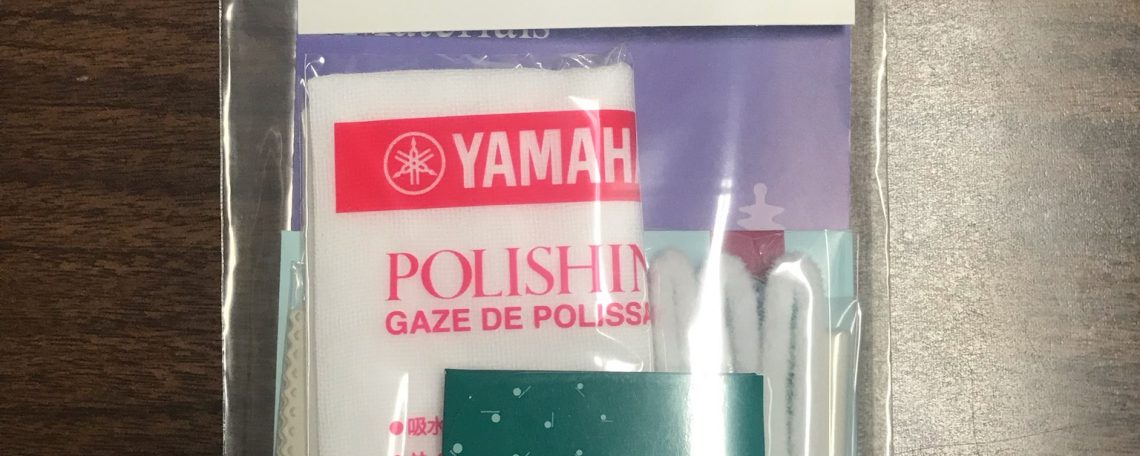 YAMAHA
POLISHIN
GAZE DE POLISSA
●吸水